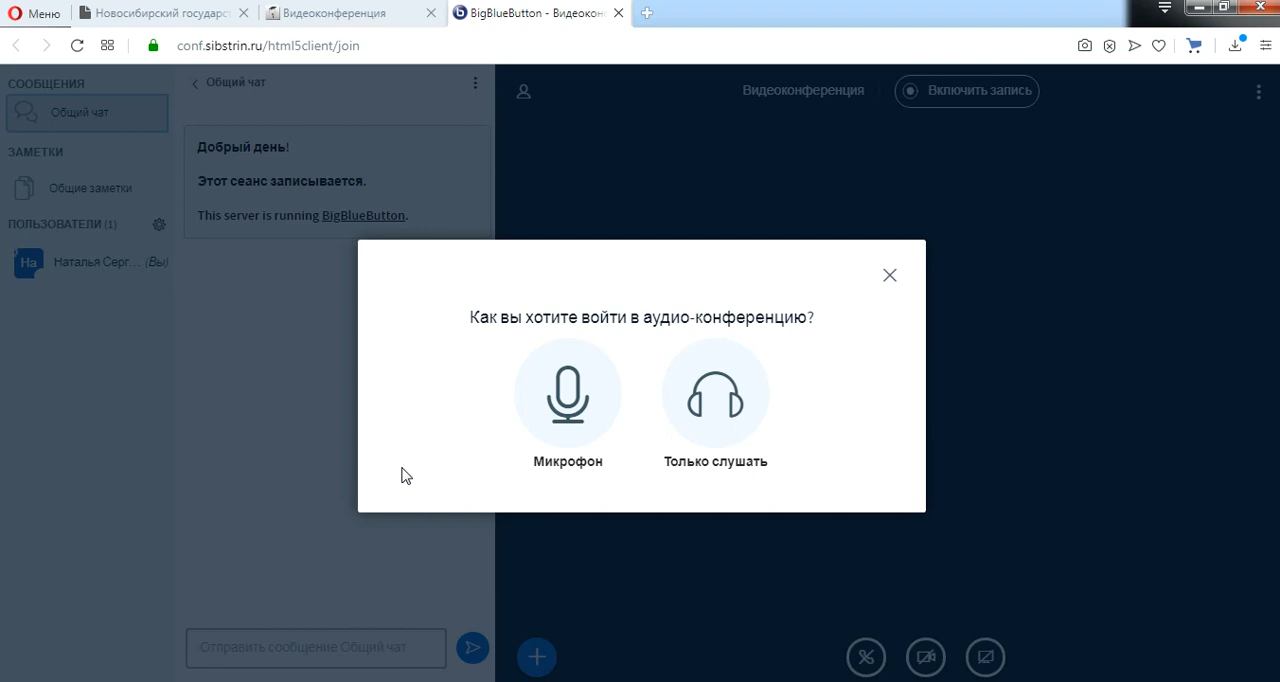 Меню
Новосибирский государст
Видеоконференция
BigBlueButton - Видеокон
conf.sibstrin.ru/html5client/join
СООБЩЕНИЯ
Общий чат
ЗАМЕТКИ
Общие заметки
ПОЛЬЗОВАТЕЛИ (1)
На
Наталья Серг... (Вы)
Общий чат
Добрый день!
Этот сеанс записывается.
This server is running BigBlueButton.
Отправить сообщение Общий чат
Видеоконференция
Включить запись
Как вы хотите войти в аудио-конференцию?
Микрофон
Только слушать